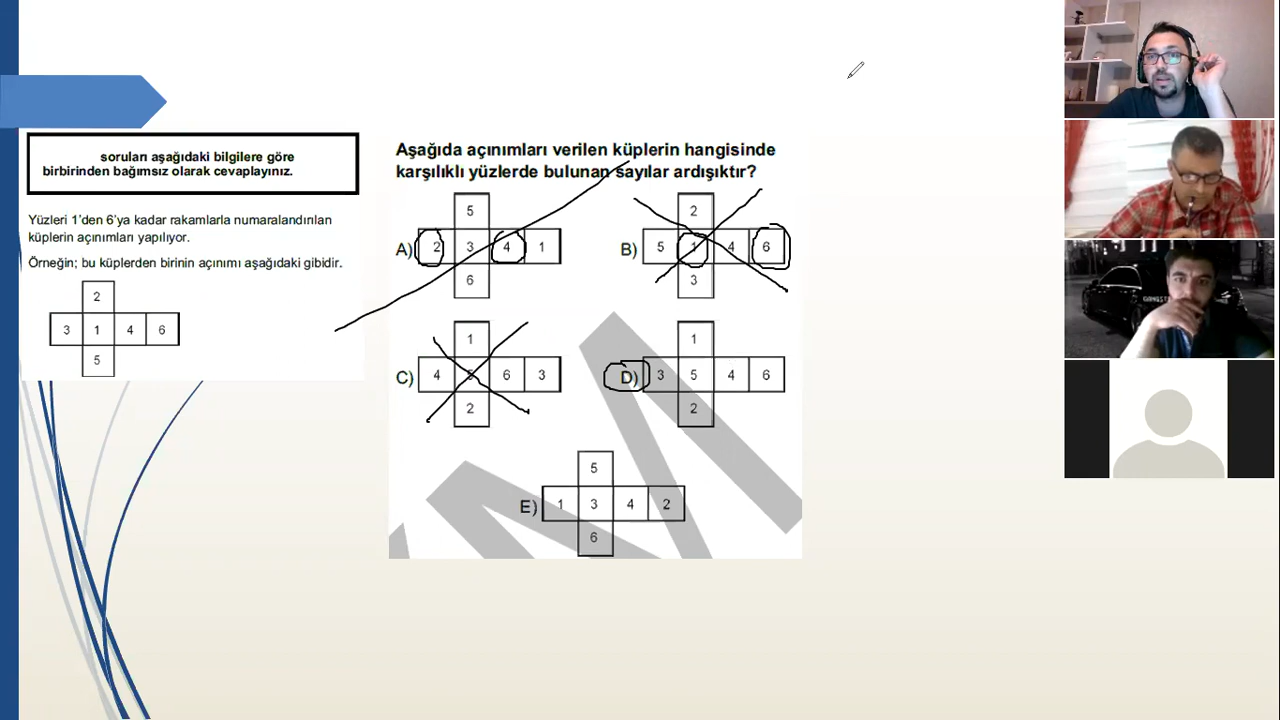 soruları aşağıdaki bilgilere göre
birbirinden bağımsız olarak cevaplayınız.
Yüzleri 1'den 6'ya kadar rakamlarla numaralandırılan
küplerin açınımları yapılıyor.
Örneğin; bu küplerden birinin açınımı aşağıdaki gibidir.
2
3 1 4 6
5
Aşağıda açınımları verilen küplerin hangisinde
karşılıklı yüzlerde bulunan sayılar ardışıktır?
5
A) 2 3 4 1
6
2
B) 5 1 4 6
3
1
C) 4 5 6 3
2
1
D) 3 5 4 6
2
5
E) 1 3 4 2
6